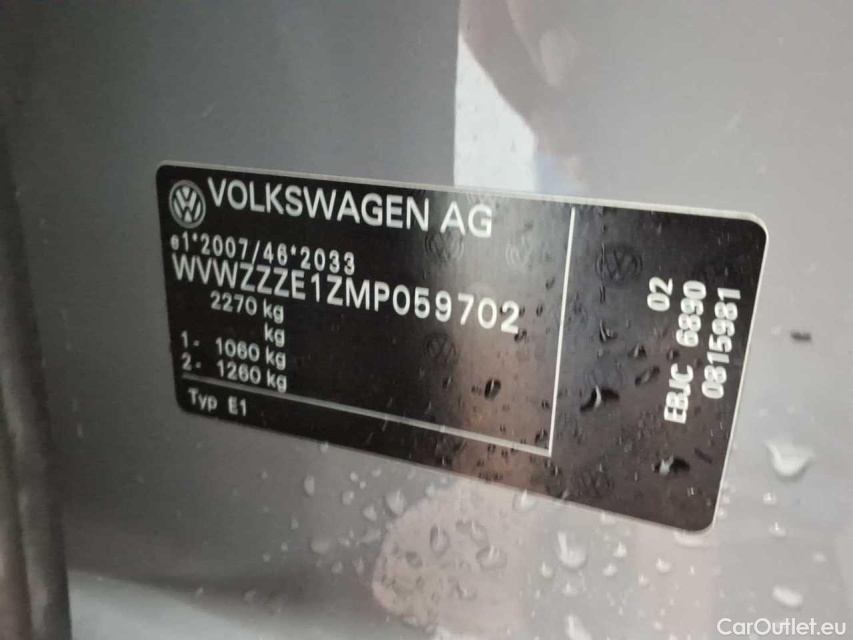 VOLKSWAGEN AG
e1*2007/46*2033
WVWZZZE1ZMP059702
2270 kg
kg
1- 1060 kg
2- 1260 kg
Typ E1
02
EBJC 6890
0815981
CarOutlet.eu